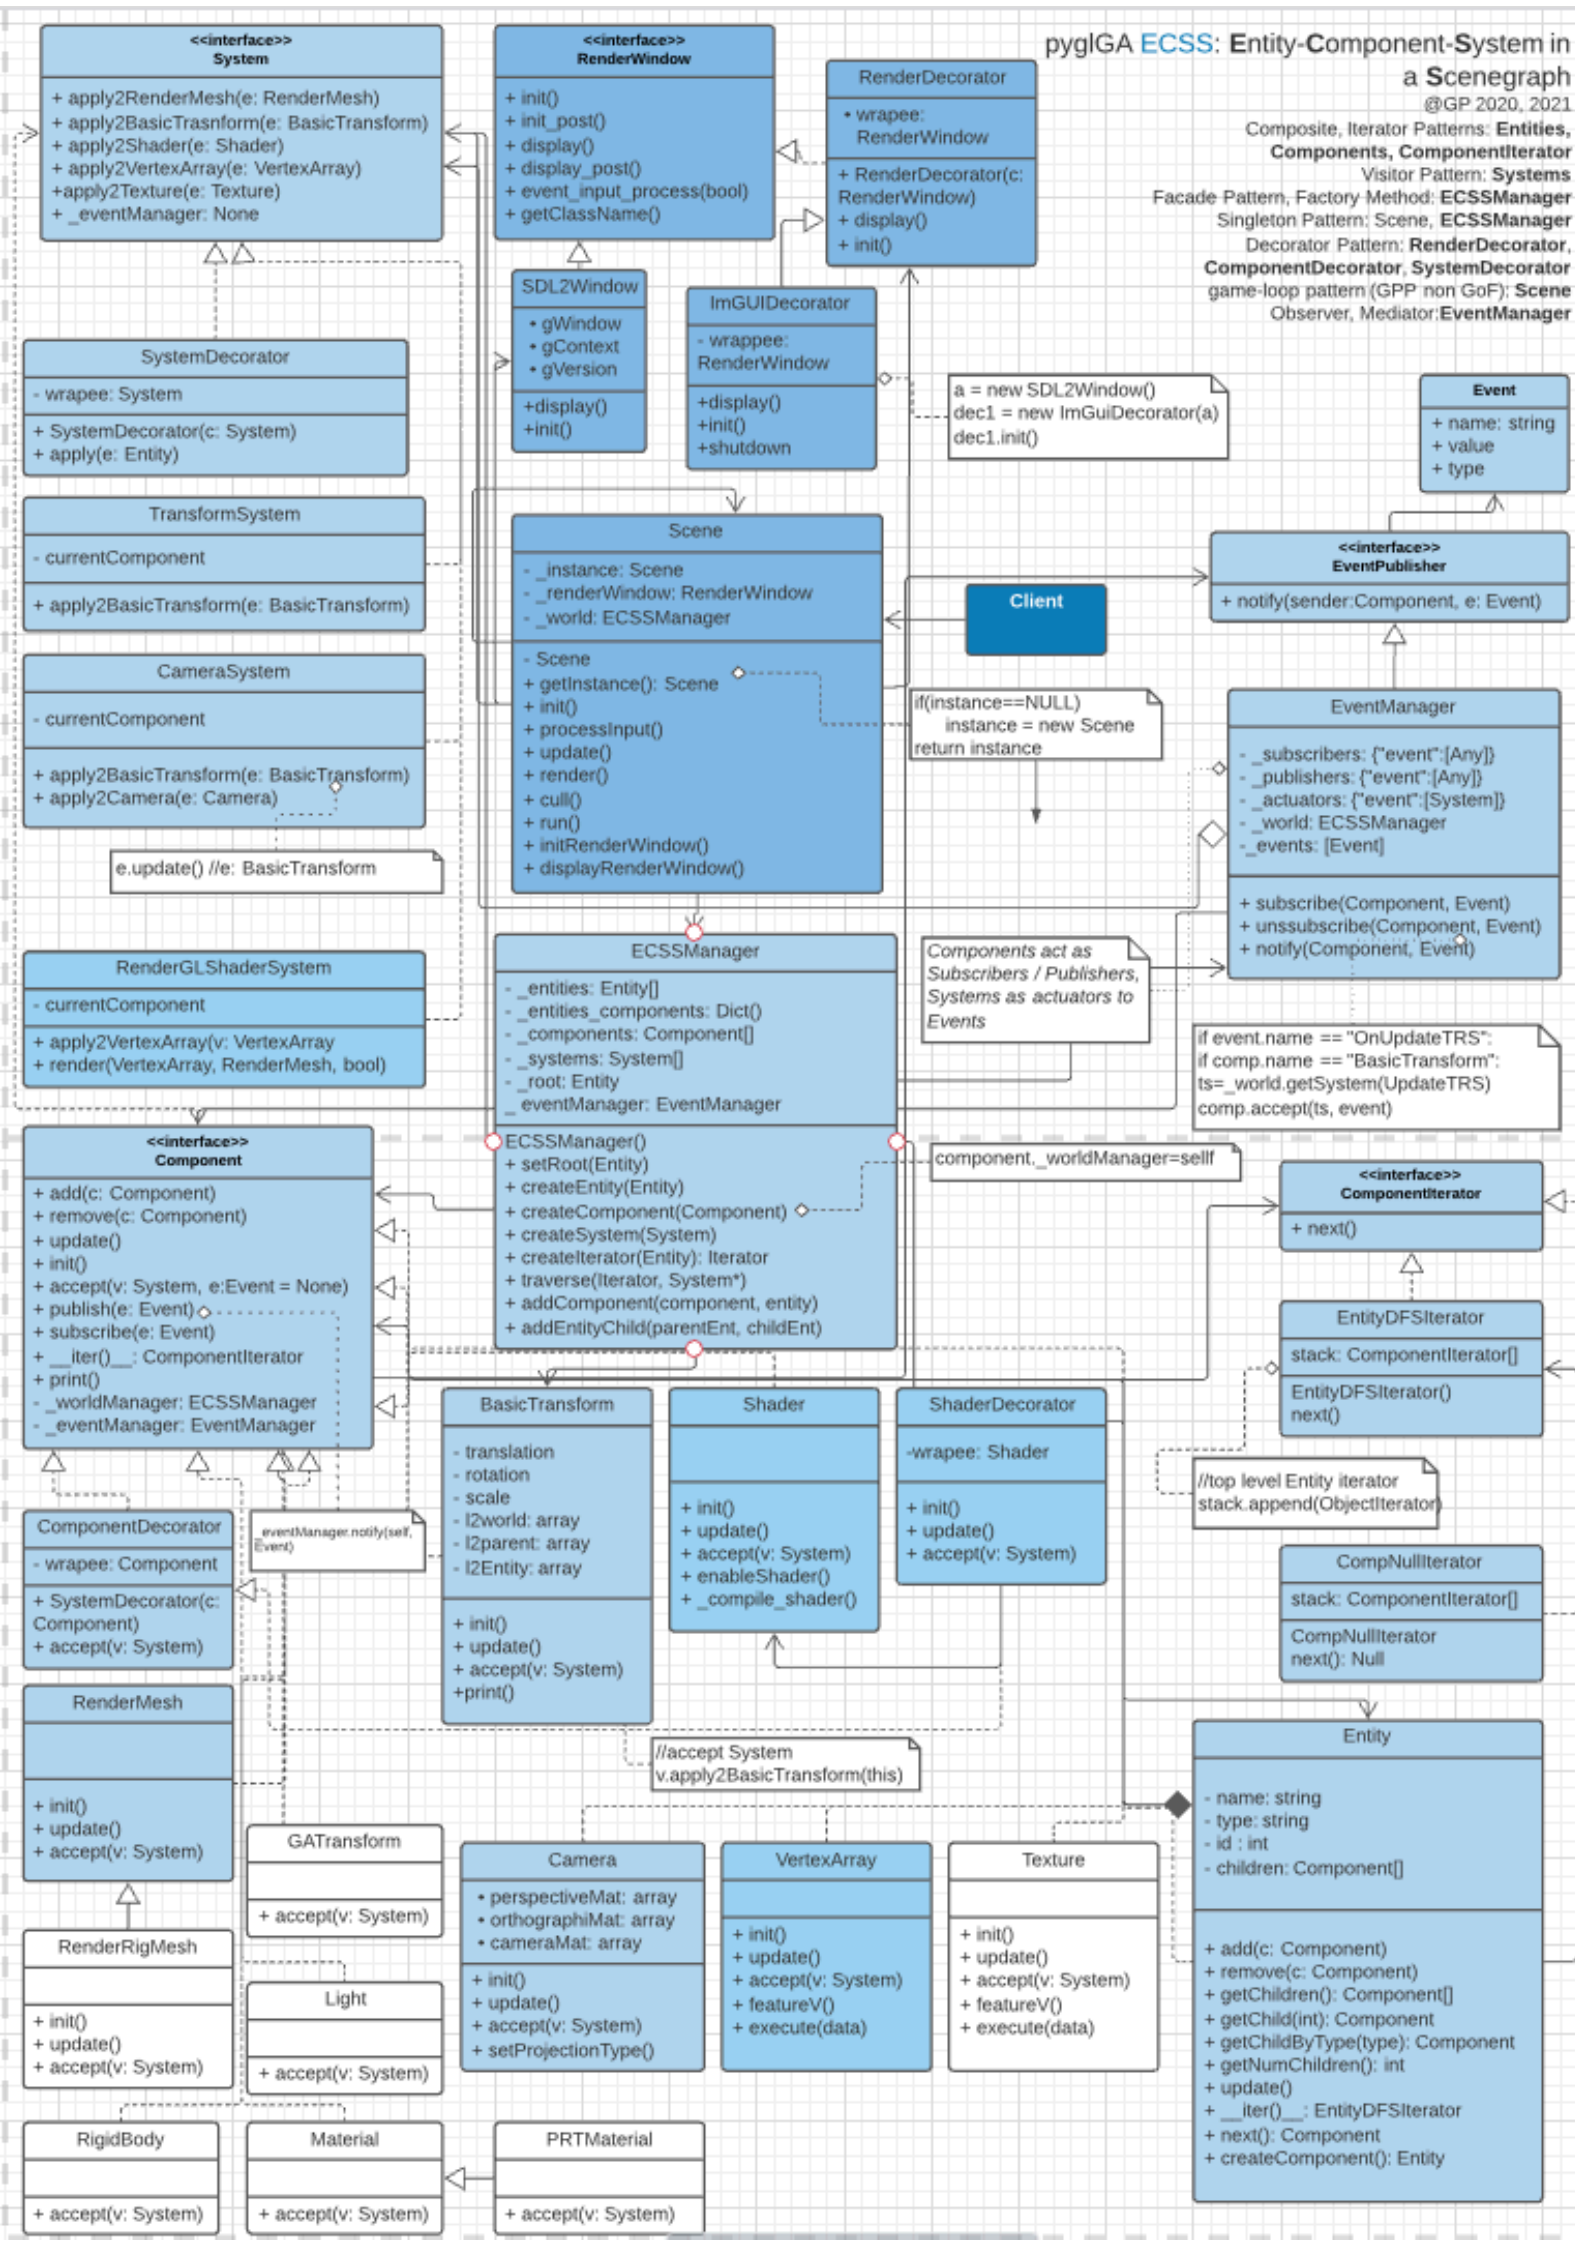 pyglGA ECSS: Entity-Component-System in
a Scenegraph
@GP 2020, 2021
Composite, Iterator Patterns: Entities,
Components, ComponentIterator
Visitor Pattern: Systems
Facade Pattern, Factory Method: ECSSManager
Singleton Pattern: Scene, ECSSManager
Decorator Pattern: RenderDecorator,
ComponentDecorator, SystemDecorator
game-loop pattern (GPP non GoF): Scene
Observer, Mediator:EventManager
<<interface>>
System
+ apply2RenderMesh(e: RenderMesh)
+ apply2BasicTrasnform(e: BasicTransform)
+ apply2Shader(e: Shader)
+ apply2VertexArray(e: VertexArray)
+apply2Texture(e: Texture)
+ _eventManager: None
<<interface>>
RenderWindow
+ init()
+ init_post()
+ display()
+ display_post()
+ event_input_process(bool)
+ getClassName()
RenderDecorator
• wrapee:
RenderWindow
+ RenderDecorator(c:
RenderWindow)
+ display()
+ init()
SDL2Window
• gWindow
• gContext
• gVersion
+display()
+init()
ImGUIDecorator
- wrappee:
RenderWindow
+display()
+init()
+shutdown
a = new SDL2Window()
dec1 = new ImGuiDecorator(a)
dec1.init()
Event
+ name: string
+ value
+ type
SystemDecorator
- wrapee: System
+ SystemDecorator(c: System)
+ apply(e: Entity)
TransformSystem
- currentComponent
+ apply2BasicTransform(e: BasicTransform)
CameraSystem
- currentComponent
+ apply2BasicTransform(e: BasicTransform)
+ apply2Camera(e: Camera)
e.update() //e: BasicTransform
RenderGLShaderSystem
- currentComponent
+ apply2VertexArray(v: VertexArray
+ render(VertexArray, RenderMesh, bool)
Scene
- _instance: Scene
- _renderWindow: RenderWindow
- _world: ECSSManager
- Scene
+ getInstance(): Scene
+ init()
+ processInput()
+ update()
+ render()
+ cull()
+ run()
+ initRenderWindow()
+ displayRenderWindow()
Client
if(instance==NULL)
instance = new Scene
return instance
<<interface>>
EventPublisher
+ notify(sender:Component, e: Event)
EventManager
- _subscribers: {"event":[Any]}
- _publishers: {"event":[Any]}
- _actuators: {"event":[System]}
- _world: ECSSManager
-_events: [Event]
+ subscribe(Component, Event)
+ unssubscribe(Component, Event)
+ notify(Component, Event)
Components act as
Subscribers / Publishers,
Systems as actuators to
Events
if event.name == "OnUpdateTRS":
if comp.name == "BasicTransform":
ts=_world.getSystem(UpdateTRS)
comp.accept(ts, event)
ECSSManager
- _entities: Entity[]
- _entities_components: Dict()
- _components: Component[]
- _systems: System[]
- _root: Entity
_ eventManager: EventManager
ECSSManager()
+ setRoot(Entity)
+ createEntity(Entity)
+ createComponent(Component)
+ createSystem(System)
+ createIterator(Entity): Iterator
+ traverse(Iterator, System*)
+ addComponent(component, entity)
+ addEntityChild(parentEnt, childEnt)
component._worldManager=sellf
<<interface>>
Component
+ add(c: Component)
+ remove(c: Component)
+ update()
+ init()
+ accept(v: System, e:Event = None)
+ publish(e: Event)
+ subscribe(e: Event)
+ __iter()__: ComponentIterator
+ print()
- _worldManager: ECSSManager
- _eventManager: EventManager
<<interface>>
ComponentIterator
+ next()
EntityDFSIterator
stack: ComponentIterator[]
EntityDFSIterator()
next()
//top level Entity iterator
stack.append(ObjectIterator)
CompNullIterator
stack: ComponentIterator[]
CompNullIterator
next(): Null
ComponentDecorator
- wrapee: Component
+ SystemDecorator(c:
Component)
+ accept(v: System)
_eventManager.notify(self,
Event)
BasicTransform
- translation
- rotation
- scale
- l2world: array
- l2parent: array
- l2Entity: array
+ init()
+ update()
+ accept(v: System)
+print()
Shader
+ init()
+ update()
+ accept(v: System)
+ enableShader()
+ _compile_shader()
ShaderDecorator
-wrapee: Shader
+ init()
+ update()
+ accept(v: System)
//accept System
v.apply2BasicTransform(this)
RenderMesh
+ init()
+ update()
+ accept(v: System)
RenderRigMesh
+ init()
+ update()
+ accept(v: System)
GATransform
+ accept(v: System)
Light
+ accept(v: System)
RigidBody
+ accept(v: System)
Material
+ accept(v: System)
PRTMaterial
+ accept(v: System)
Camera
• perspectiveMat: array
• orthographiMat: array
• cameraMat: array
+ init()
+ update()
+ accept(v: System)
+ setProjectionType()
VertexArray
+ init()
+ update()
+ accept(v: System)
+ featureV()
+ execute(data)
Texture
+ init()
+ update()
+ accept(v: System)
+ featureV()
+ execute(data)
Entity
- name: string
- type: string
- id : int
- children: Component[]
+ add(c: Component)
+ remove(c: Component)
+ getChildren(): Component[]
+ getChild(int): Component
+ getChildByType(type): Component
+ getNumChildren(): int
+ update()
+ __iter()__: EntityDFSIterator
+ next(): Component
+ createComponent(): Entity